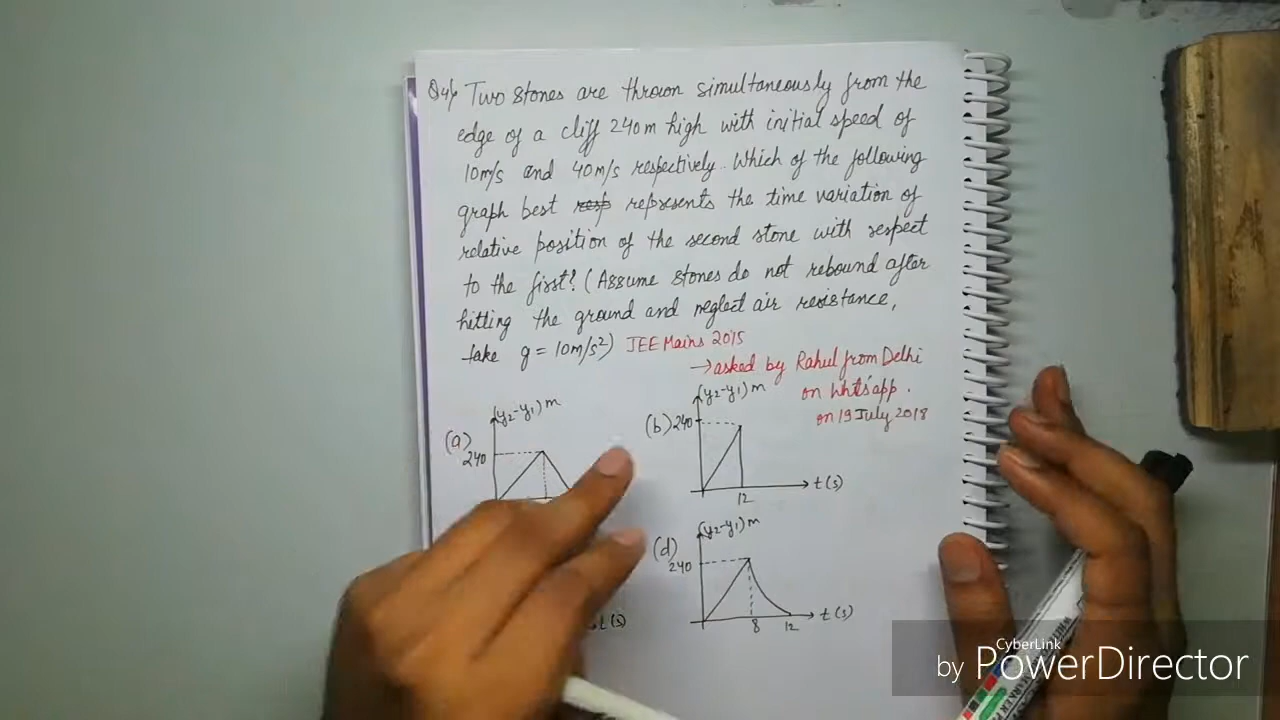 Q4/ Two stones are thrown simultaneously from the
edge of a cliff 240m high with initial speed of
10m/s and 40m/s respectively. Which of the following
graph best resp represents the time variation of
relative position of the second stone with respect
to the first? (Assume stones do not rebound after
hitting the ground and neglect air resistance,
take g = 10m/s²) JEE Mains 2015
→ asked by Rahul from Delhi
on Whtsapp.
on 19 July 2018
(a)
(y₂-y₁) m
240
(b)
(y₂-y₁) m
240
12
t(s)
t(s)
(d)
(y₂-y₁) m
240
8
12
t(s)
CyberLink
by PowerDirector